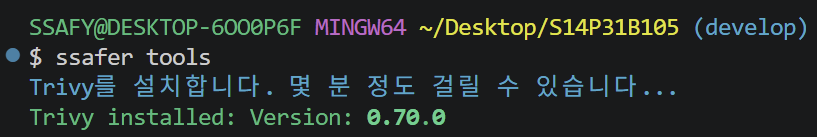 SSAFY@DESKTOP-6OO0P6F MINGW64 ~/Desktop/S14P31B105 (develop)
$ ssafer tools
Trivy를 설치합니다. 몇 분 정도 걸릴 수 있습니다...
Trivy installed: Version: 0.70.0